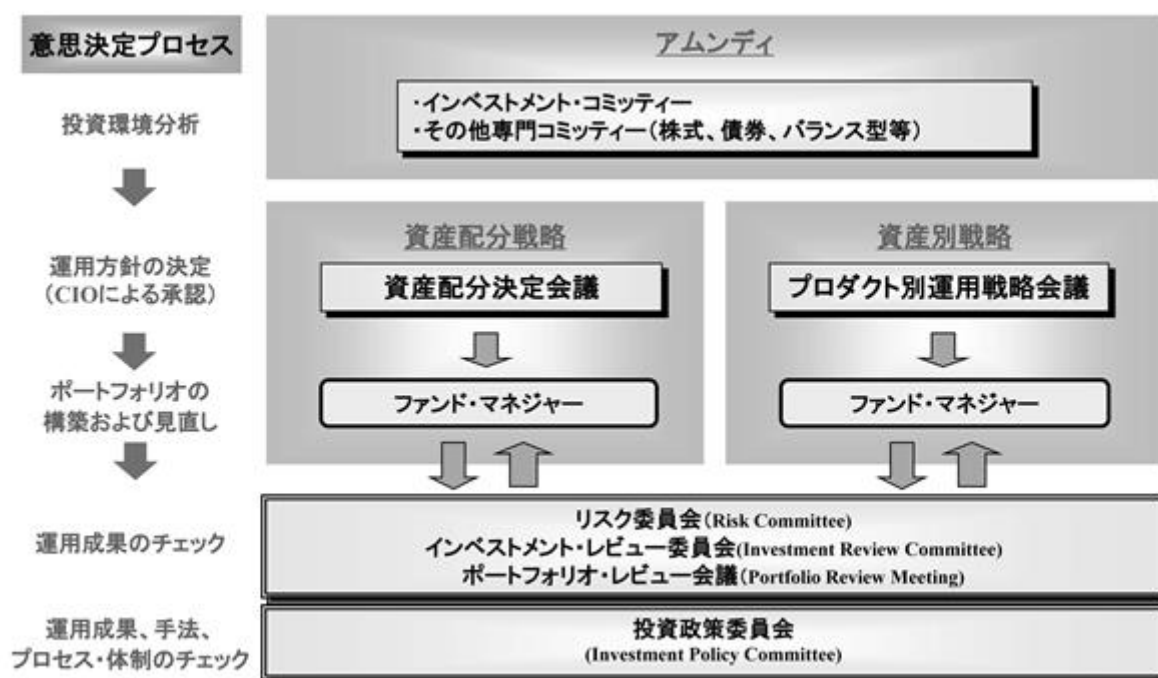 意思決定プロセス
アムンディ
投資環境分析
・インベストメント・コミッティー
・その他専門コミッティー（株式、債券、バランス型等）
資産配分戦略
資産別戦略
運用方針の決定
（CIOによる承認）
資産配分決定会議
プロダクト別運用戦略会議
ポートフォリオの
構築および見直し
ファンド・マネジャー
ファンド・マネジャー
運用成果のチェック
リスク委員会（Risk Committee）
インベストメント・レビュー委員会(Investment Review Committee)
ポートフォリオ・レビュー会議（Portfolio Review Meeting）
運用成果、手法、
プロセス・体制のチェック
投資政策委員会
(Investment Policy Committee)